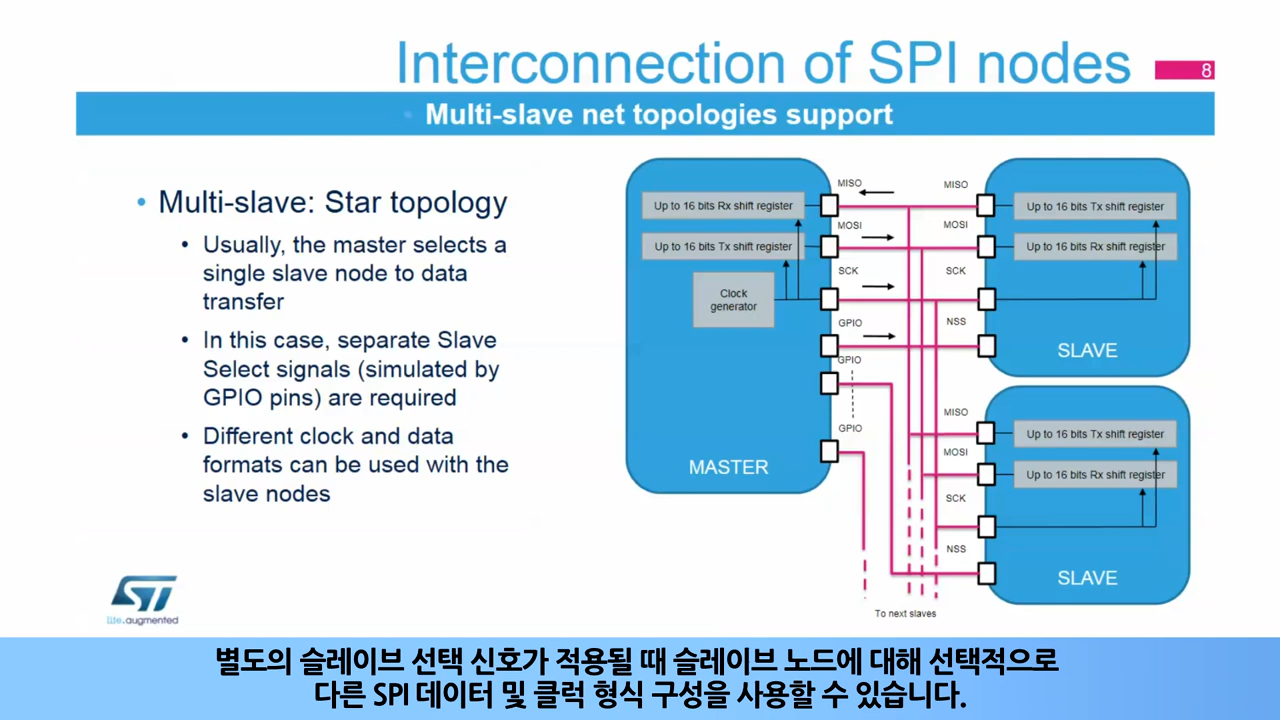 Interconnection of SPI nodes
8
Multi-slave net topologies support
• Multi-slave: Star topology
• Usually, the master selects a
single slave node to data
transfer
• In this case, separate Slave
Select signals (simulated by
GPIO pins) are required
• Different clock and data
formats can be used with the
slave nodes
Up to 16 bits Rx shift register
Up to 16 bits Tx shift register
Clock
generator
MASTER
MISO
MOSI
SCK
GPIO
GPIO
GPIO
MISO
MOSI
SCK
NSS
Up to 16 bits Tx shift register
Up to 16 bits Rx shift register
SLAVE
MISO
MOSI
SCK
NSS
Up to 16 bits Tx shift register
Up to 16 bits Rx shift register
SLAVE
To next slaves
ST
life.augmented
별도의 슬레이브 선택 신호가 적용될 때 슬레이브 노드에 대해 선택적으로
다른 SPI 데이터 및 클럭 형식 구성을 사용할 수 있습니다.